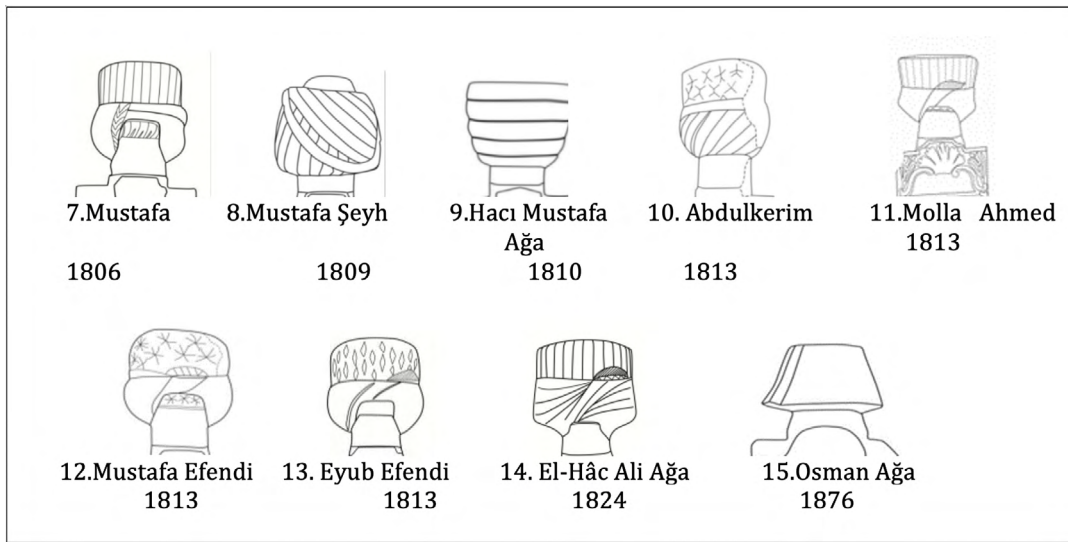 7.Mustafa 8.Mustafa Şeyh 9.Hacı Mustafa 10. Abdulkerim 11.Molla Ahmed
Ağa 1813
1806 1809 1810 1813
12.Mustafa Efendi 13. Eyub Efendi 14. El-Hâc Ali Ağa 15.Osman Ağa
1813 1813 1824 1876